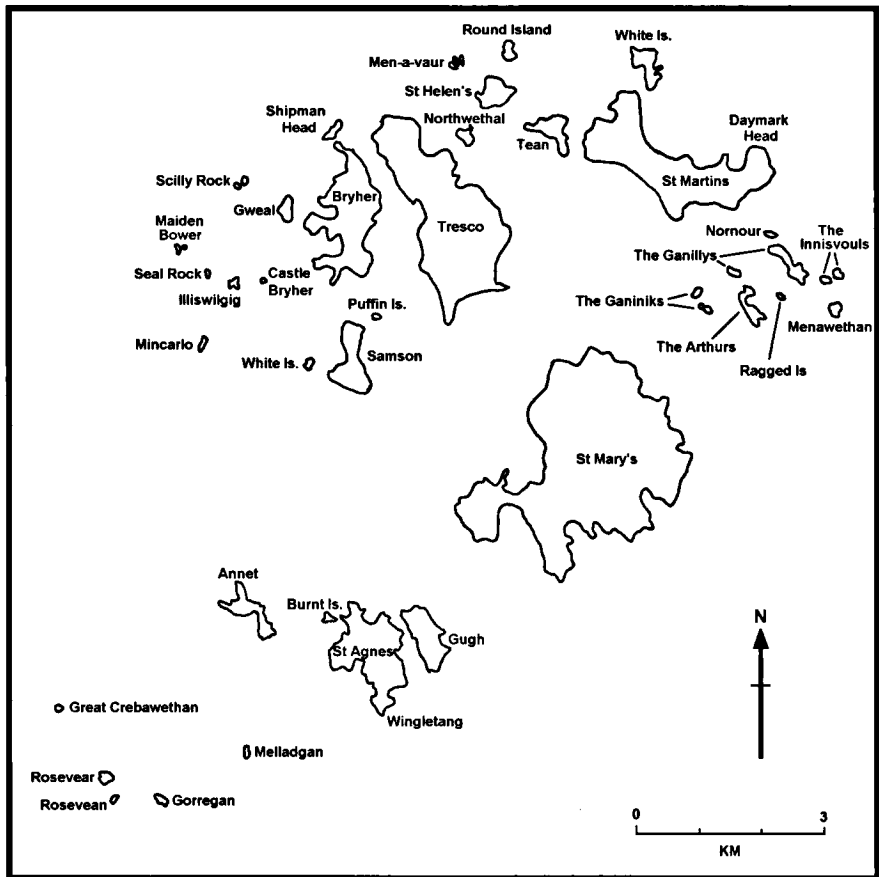 Round Island
White Is.
Men-a-vaur
St Helen's
Shipman
Head
Northwethal
Daymark
Head
Tean
Scilly Rock
St Martins
Bryher
Gweal
Maiden
Bower
Tresco
Nornour
The
Innisvouls
The Ganillys
Seal Rock
Castle
Bryher
Illiswilgig
Puffin Is.
The Ganiniks
Menawethan
Mincarlo
The Arthurs
White Is.
Samson
Ragged Is
St Mary's
Annet
Burnt Is.
N
St Agnes
Gugh
Great Crebawethan
Wingletang
Melladgan
Rosevear
Rosevean
Gorregan
0
3
KM